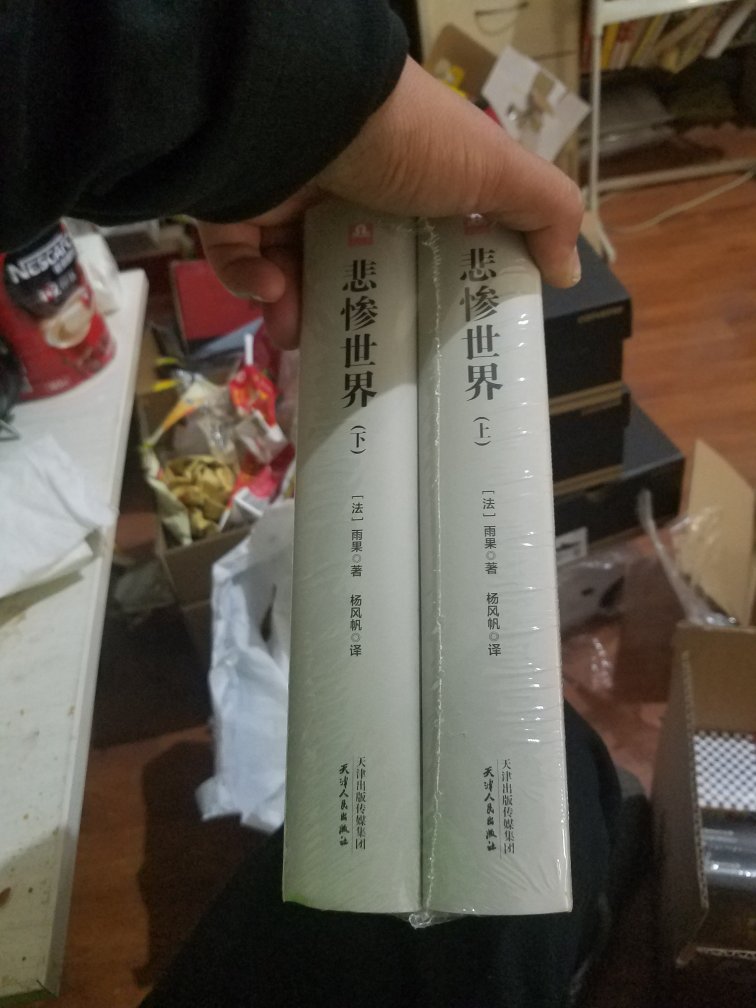 NESCAFÉ
悲惨世界
（下）
［法］雨果◎著
杨风帆◎译
天津出版传媒集团
天津人民出版社
悲惨世界
（上）
［法］雨果◎著
杨风帆◎译
天津出版传媒集团
天津人民出版社